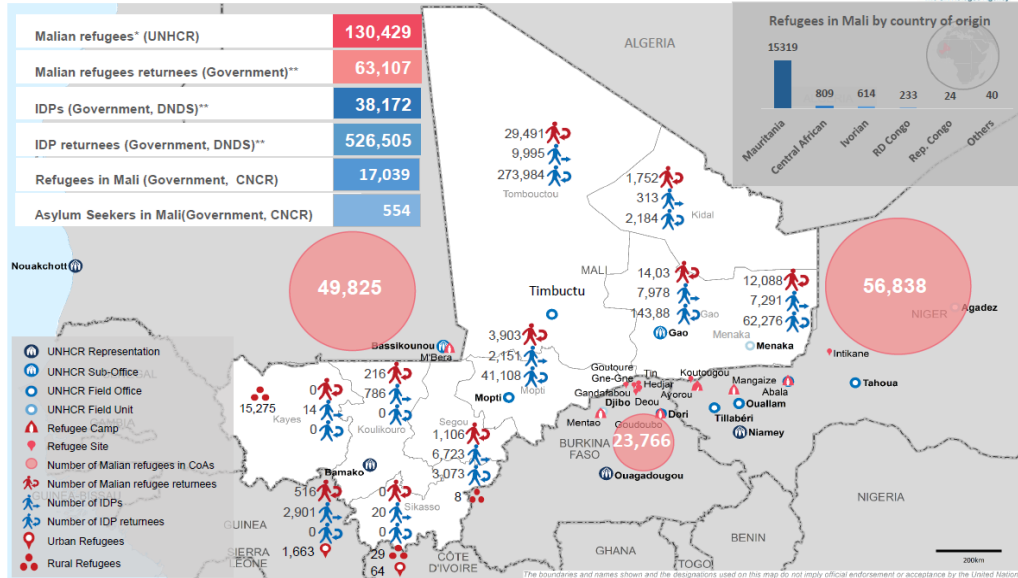 Malian refugees* (UNHCR) 130,429
Malian refugees returnees (Government)** 63,107
IDPs (Government, DNDS)** 38,172
IDP returnees (Government, DNDS)** 526,505
Refugees in Mali (Government, CNCR) 17,039
Asylum Seekers in Mali(Government, CNCR) 554
ALGERIA
Refugees in Mali by country of origin
15319
809
614
233
24
40
Mauritania
Central African
Ivorian
RD Congo
Rep. Congo
Others
29,491
9,995
273,984
Tombouctou
1,752
313
2,184
Kidal
Nouakchott
49,825
MALI
14,03
7,978
143,88
Gao
Gao
12,088
7,291
62,276
Menaka
Menaka
56,838
NIGER
Agadez
Timbuctu
Bassikounou
M'Bera
3,903
2,151
41,108
Mopti
Mopti
Intikane
Tahoua
Goutoure
Gne-Gne
Gandafabou
Djibo
Mentao
Tin
Hedjar
Deou
Koutougou
Ayorou
Dori
Goudoubo
Mangaize
Abala
Ouallam
Tillabéri
Niamey
23,766
BURKINA
FASO
Ouagadougou
15,275
Kayes
0
14
0
216
786
0
Koulikouro
Segou
1,106
6,723
3,073
8
Bamako
516
2,901
0
1,663
0
20
0
Sikasso
29
64
UNHCR Representation
UNHCR Sub-Office
UNHCR Field Office
UNHCR Field Unit
Refugee Camp
Refugee Site
Number of Malian refugees in CoAs
Number of Malian refugee returnees
Number of IDPs
Number of IDP returnees
Urban Refugees
Rural Refugees
GUINEA-BISSAU
GUINEA
SIERRA
LEONE
CÔTE
D'IVOIRE
GHANA
TOGO
BENIN
NIGERIA
200km
The boundaries and names shown and the designations used on this map do not imply official endorsement or acceptance by the United Nation